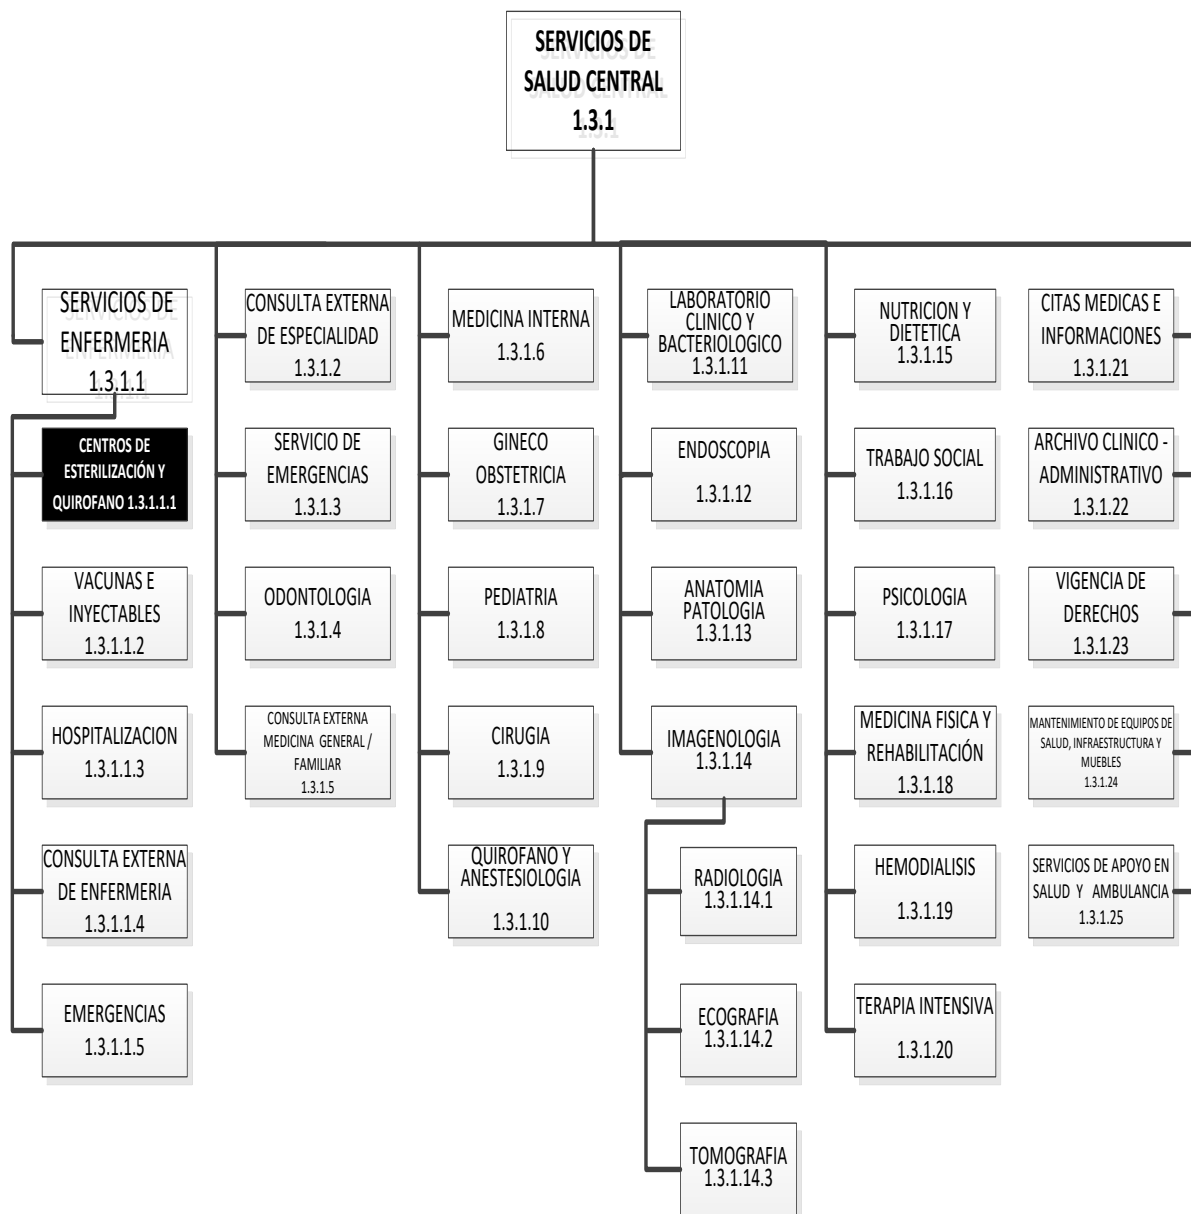 SERVICIOS DE
SALUD CENTRAL
1.3.1
SERVICIOS DE
ENFERMERIA
1.3.1.1
CENTROS DE
ESTERILIZACIÓN Y
QUIROFANO 1.3.1.1.1
VACUNAS E
INYECTABLES
1.3.1.1.2
HOSPITALIZACION
1.3.1.1.3
CONSULTA EXTERNA
DE ENFERMERIA
1.3.1.1.4
EMERGENCIAS
1.3.1.1.5
CONSULTA EXTERNA
DE ESPECIALIDAD
1.3.1.2
SERVICIO DE
EMERGENCIAS
1.3.1.3
ODONTOLOGIA
1.3.1.4
CONSULTA EXTERNA
MEDICINA GENERAL /
FAMILIAR
1.3.1.5
MEDICINA INTERNA
1.3.1.6
GINECO
OBSTETRICIA
1.3.1.7
PEDIATRIA
1.3.1.8
CIRUGIA
1.3.1.9
QUIROFANO Y
ANESTESIOLOGIA
1.3.1.10
LABORATORIO
CLINICO Y
BACTERIOLOGICO
1.3.1.11
ENDOSCOPIA
1.3.1.12
ANATOMIA
PATOLOGIA
1.3.1.13
IMAGENOLOGIA
1.3.1.14
RADIOLOGIA
1.3.1.14.1
ECOGRAFIA
1.3.1.14.2
TOMOGRAFIA
1.3.1.14.3
NUTRICION Y
DIETETICA
1.3.1.15
TRABAJO SOCIAL
1.3.1.16
PSICOLOGIA
1.3.1.17
MEDICINA FISICA Y
REHABILITACIÓN
1.3.1.18
HEMODIALISIS
1.3.1.19
TERAPIA INTENSIVA
1.3.1.20
CITAS MEDICAS E
INFORMACIONES
1.3.1.21
ARCHIVO CLINICO -
ADMINISTRATIVO
1.3.1.22
VIGENCIA DE
DERECHOS
1.3.1.23
MANTENIMIENTO DE EQUIPOS DE
SALUD, INFRAESTRUCTURA Y
MUEBLES
1.3.1.24
SERVICIOS DE APOYO EN
SALUD Y AMBULANCIA
1.3.1.25